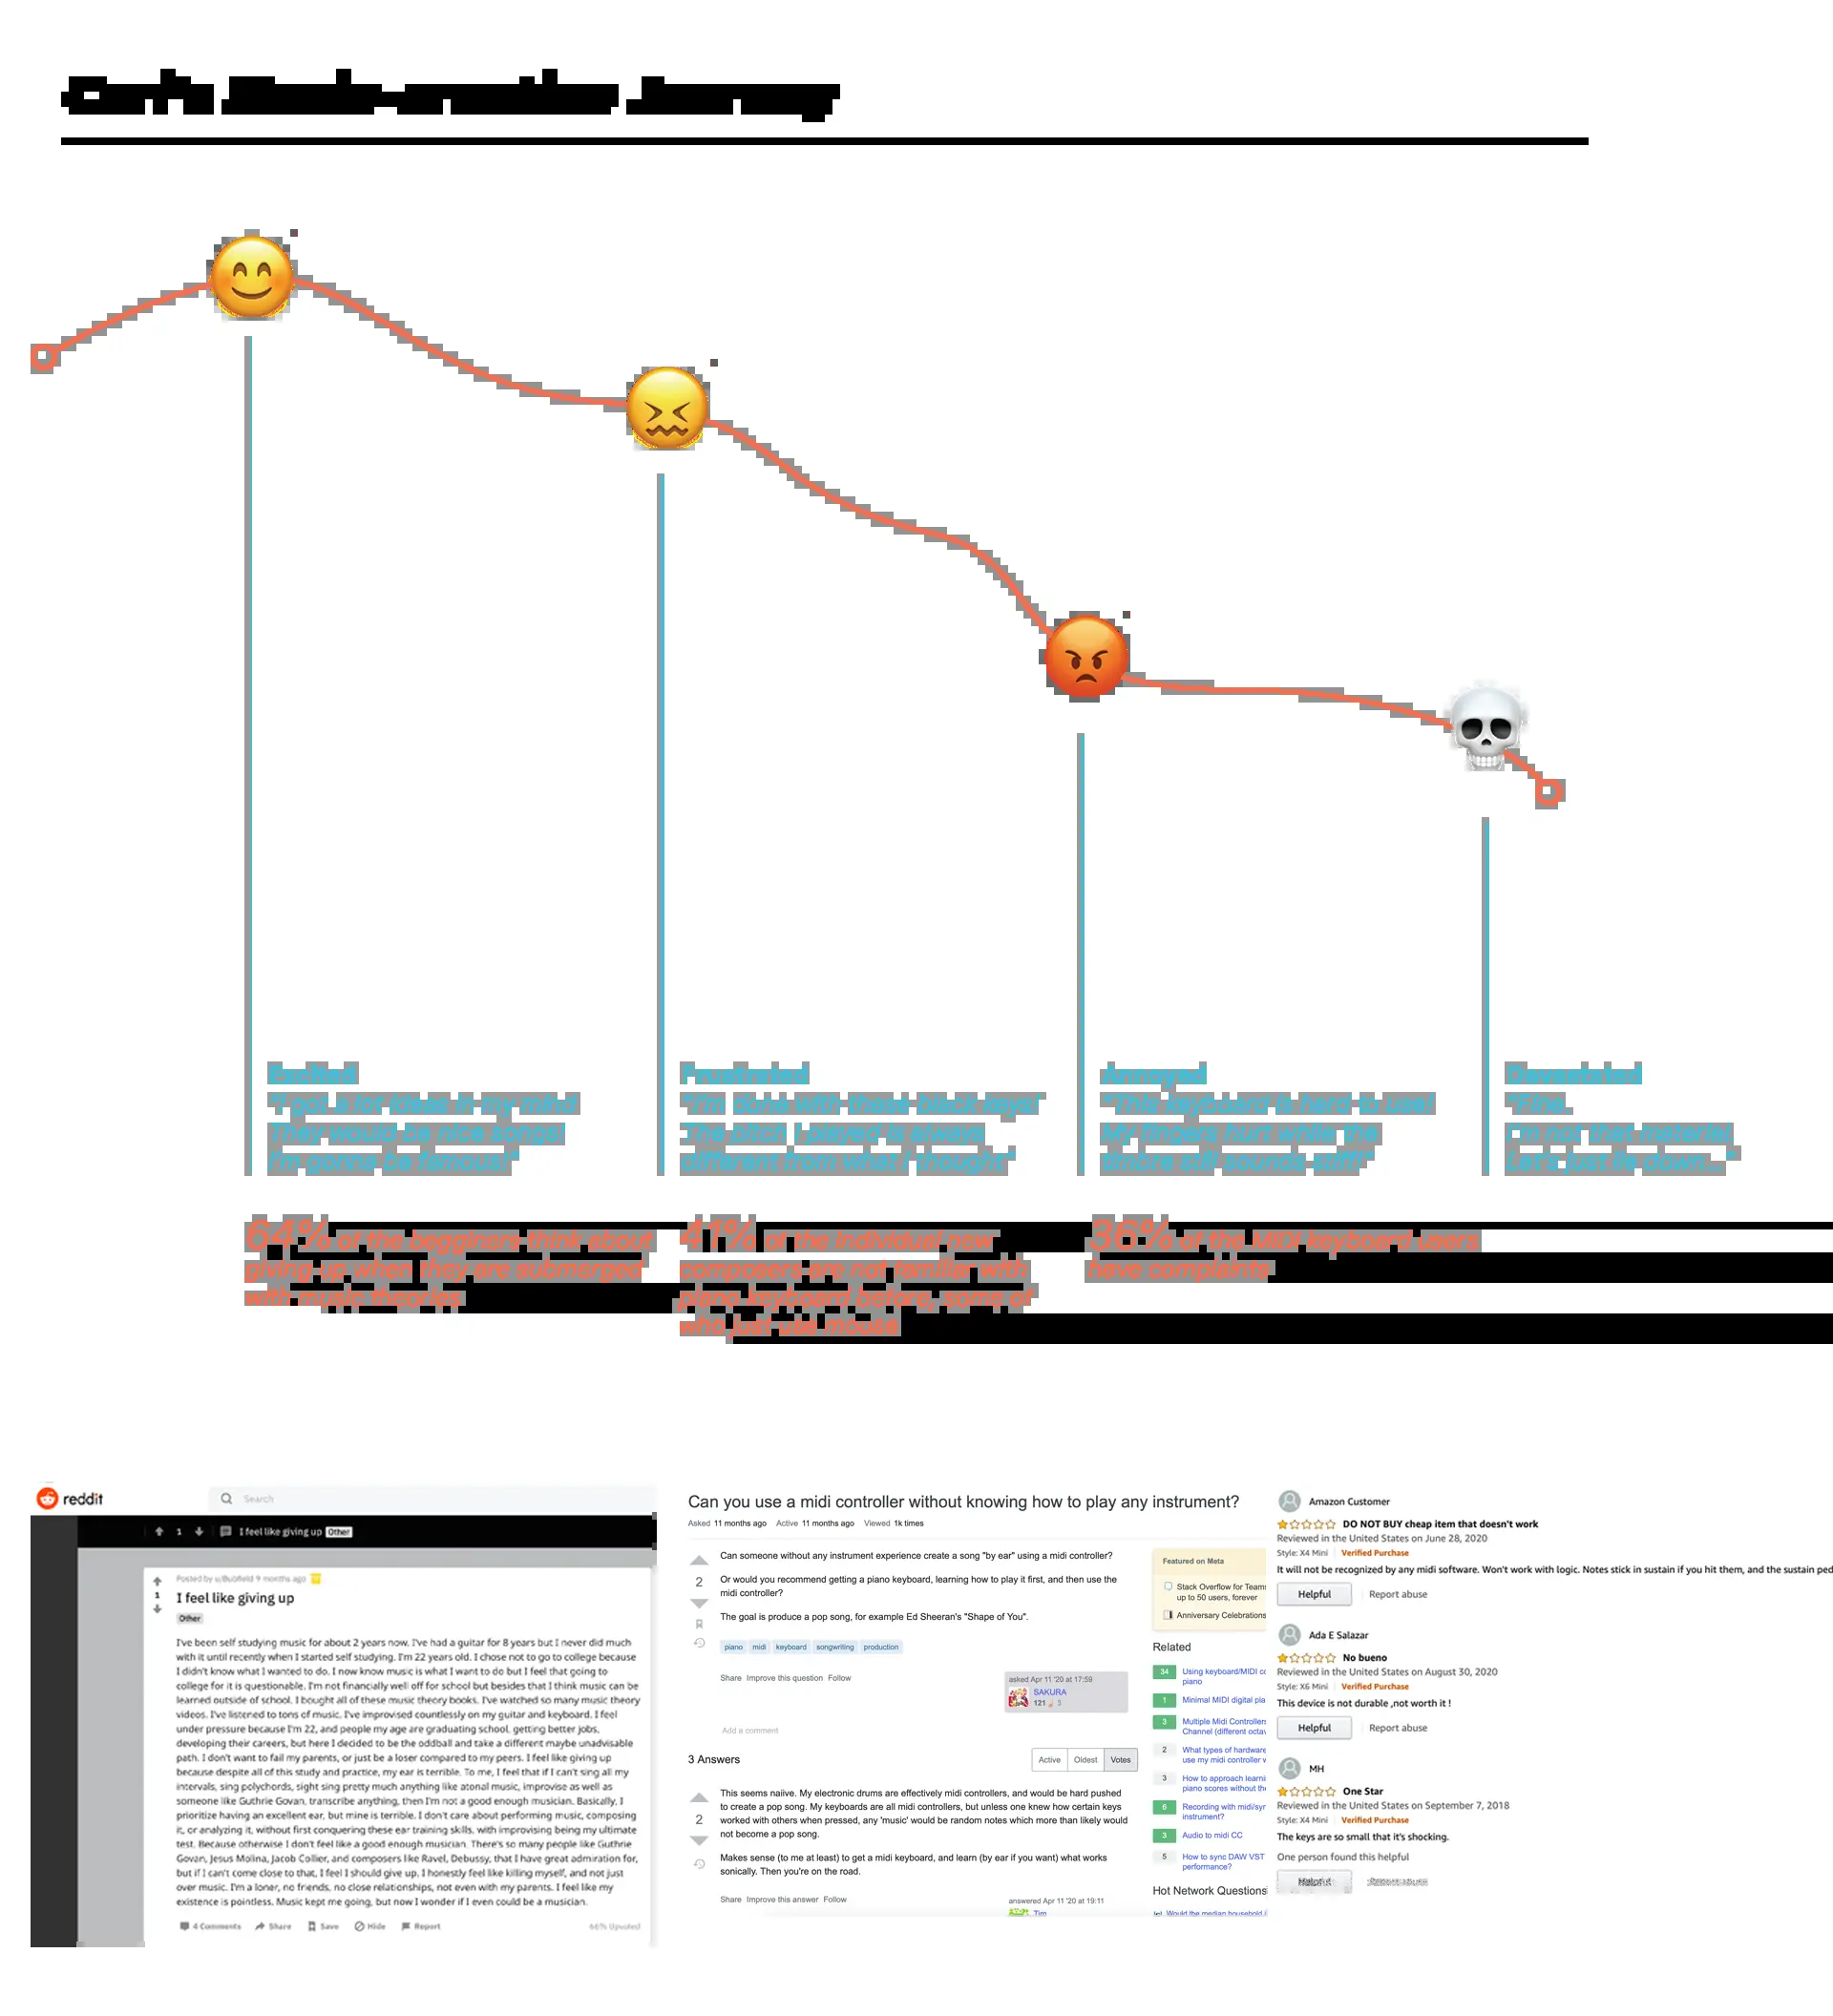 Journey
Excited
"I got a lot ideas in my mind
They would be nice songs!
I'm gonna be famous!"
Frustrated
"I'm done with these black keys!
The pitch I played is always
different from what I thought"
Annoyed
"This keyboard is hard to use!
My fingers hurt while the
timbre still sounds stiff!"
Devastated
"Fine.
I'm not that material
Let's just lie down..."
64% of the begginers think about
giving up when they are submerged
with music theories
41% of the individual new
composers are not familiar with
piano keyboard before, some of
who just use mouse
36% of the MIDI keyboard users
have complaints
reddit
Search
1 I feel like giving up Other
Posted by 9 months ago
1
I feel like giving up
Other
I've been self studying music for about 2 years now. I've had a guitar for 8 years but I never did much
with it until recently when I started self studying. I'm 22 years old. I chose not to go to college because
I didn't know what I wanted to do. I now know music is what I want to do but I feel that going to
college for it is questionable. I'm not financially well off for school but besides that I think music can be
learned outside of school. I bought all of these music theory books. I've watched so many music theory
videos. I've listened to tons of music. I've improvised countlessly on my guitar and keyboard. I feel
under pressure because I'm 22, and people my age are graduating school, getting better jobs,
developing their careers, but here I decided to be the oddball and take a different maybe unadvisable
path. I don't want to fail my parents, or just be a loser compared to my peers. I feel like giving up
because despite all of this study and practice, my ear is terrible. To me, I feel that if I can't sing all my
intervals, sing polychords, sight sing pretty much anything like atonal music, improvise as well as
someone like Guthrie Govan, transcribe anything, then I'm not a good enough musician. Basically, I
prioritize having an excellent ear, but mine is terrible. I don't care about performing music, composing
it, or analyzing it, without first conquering these ear training skills, with improvising being my ultimate
test. Because otherwise I don't feel like a good enough musician. There's so many people like Guthrie
Govan, Jesus Molina, Jacob Collier, and composers like Ravel, Debussy, that I have great admiration for,
but if I can't come close to that, I feel I should give up. I honestly feel like killing myself, and not just
over music. I'm a loner, no friends, no close relationships, not even with my parents. I feel like my
existence is pointless. Music kept me going, but now I wonder if I even could be a musician.
4 Comments Share Save Hide Report 66% Upvoted
Can you use a midi controller without knowing how to play any instrument?
Asked 11 months ago Active 11 months ago Viewed 1k times
2
Can someone without any instrument experience create a song "by ear" using a midi controller?
Or would you recommend getting a piano keyboard, learning how to play it first, and then use the
midi controller?
The goal is produce a pop song, for example Ed Sheeran's "Shape of You".
piano midi keyboard songwriting production
Share Improve this question Follow
asked Apr 11 '20 at 17:59
SAKURA
121 3
Add a comment
3 Answers
Active Oldest Votes
2
This seems naiive. My electronic drums are effectively midi controllers, and would be hard pushed
to create a pop song. My keyboards are all midi controllers, but unless one knew how certain keys
worked with others when pressed, any 'music' would be random notes which more than likely would
not become a pop song.
Makes sense (to me at least) to get a midi keyboard, and learn (by ear if you want) what works
sonically. Then you're on the road.
Share Improve this answer Follow
answered Apr 11 '20 at 19:11
Tim
Featured on Meta
Stack Overflow for Team
up to 50 users, forever
Anniversary Celebrations
Related
34 Using keyboard/MIDI co
piano
1 Minimal MIDI digital pia
3 Multiple Midi Controllers
Channel (different octav
2 What types of hardware
use my midi controller w
3 How to approach learni
piano scores without the
6 Recording with midi/syn
instrument?
3 Audio to midi CC
5 How to sync DAW VST
performance?
Hot Network Questions
Would the median household i
Amazon Customer
DO NOT BUY cheap item that doesn't work
Reviewed in the United States on June 28, 2020
Style: X4 Mini Verified Purchase
It will not be recognized by any midi software. Won't work with logic. Notes stick in sustain if you hit them, and the sustain ped
Helpful Report abuse
Ada E Salazar
No bueno
Reviewed in the United States on August 30, 2020
Style: X6 Mini Verified Purchase
This device is not durable ,not worth it !
Helpful Report abuse
MH
One Star
Reviewed in the United States on September 7, 2018
Style: X4 Mini Verified Purchase
The keys are so small that it's shocking.
One person found this helpful
Helpful